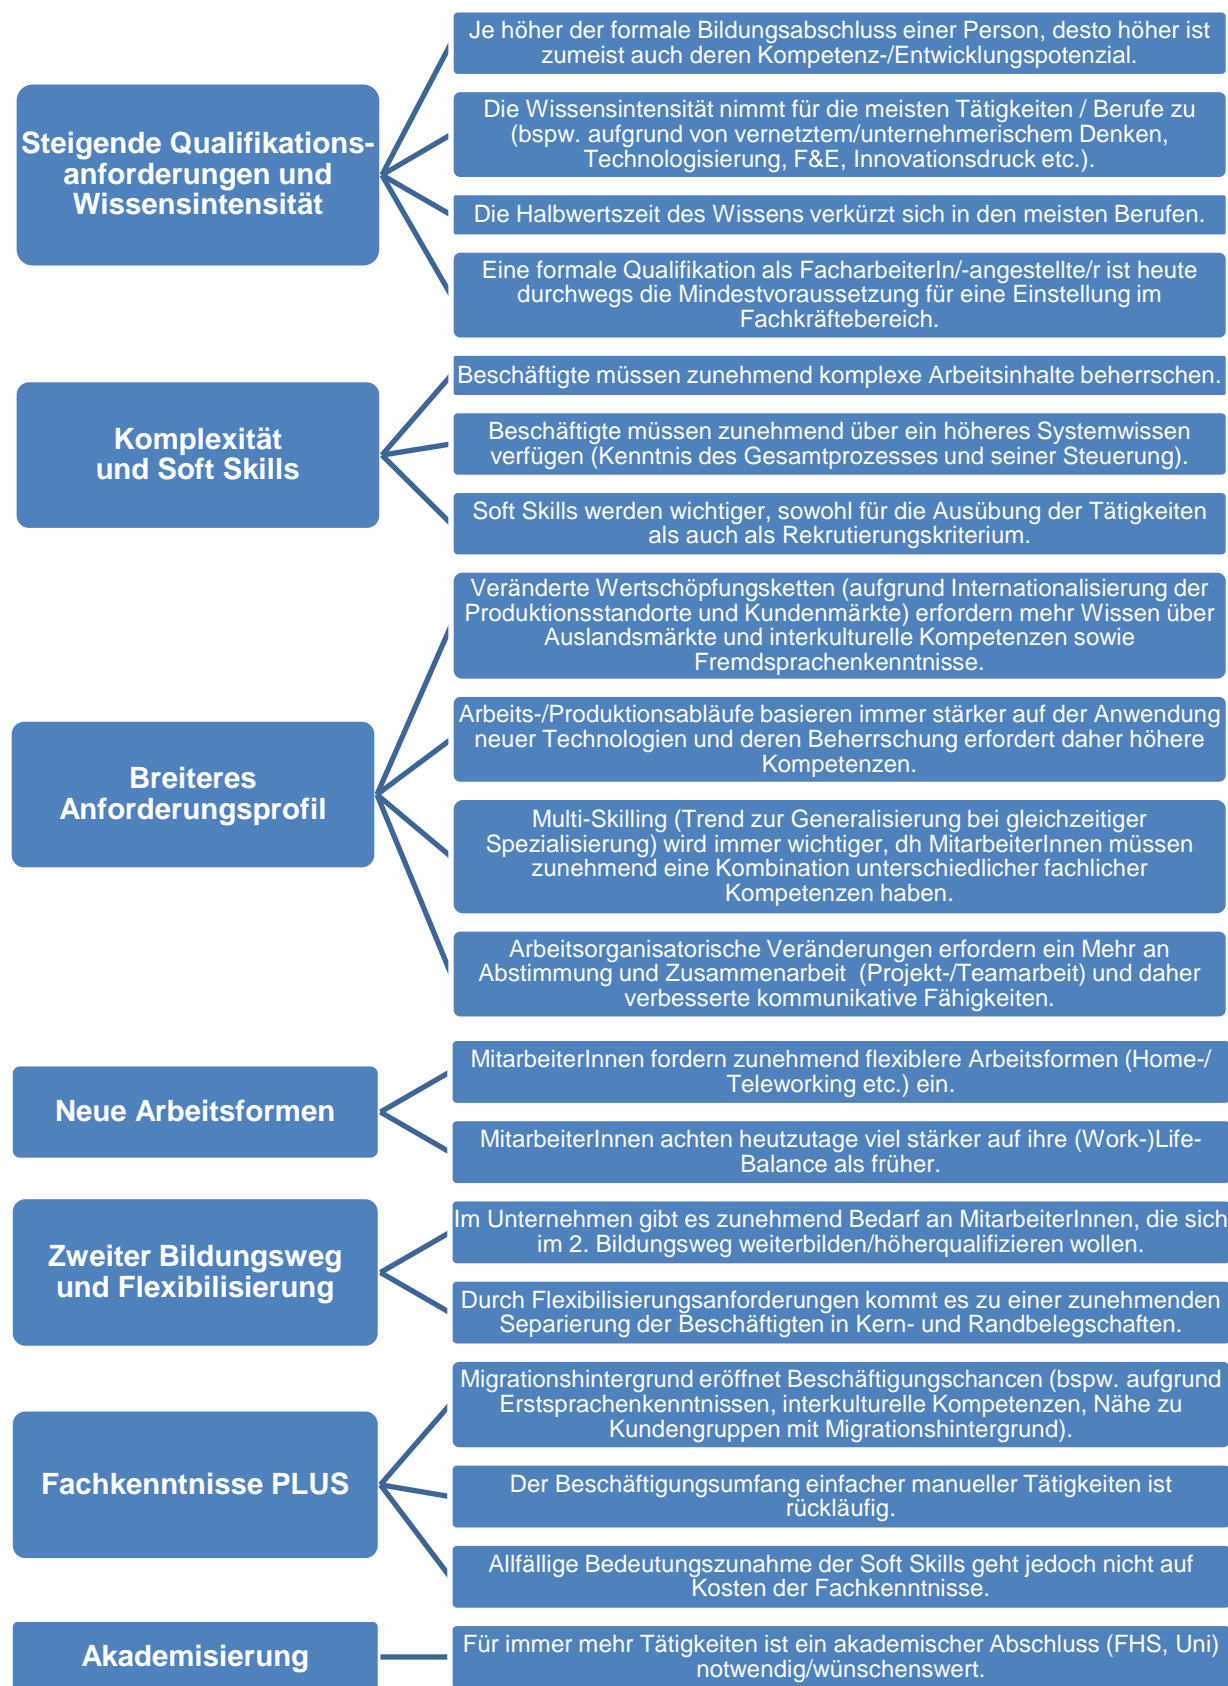 Steigende Qualifikations-
anforderungen und
Wissensintensität
Je höher der formale Bildungsabschluss einer Person, desto höher ist
zumeist auch deren Kompetenz-/Entwicklungspotenzial.
Die Wissensintensität nimmt für die meisten Tätigkeiten / Berufe zu
(bspw. aufgrund von vernetztem/unternehmerischem Denken,
Technologisierung, F&E, Innovationsdruck etc.).
Die Halbwertszeit des Wissens verkürzt sich in den meisten Berufen.
Eine formale Qualifikation als FacharbeiterIn/-angestellte/r ist heute
durchwegs die Mindestvoraussetzung für eine Einstellung im
Fachkräftebereich.
Komplexität
und Soft Skills
Beschäftigte müssen zunehmend komplexe Arbeitsinhalte beherrschen.
Beschäftigte müssen zunehmend über ein höheres Systemwissen
verfügen (Kenntnis des Gesamtprozesses und seiner Steuerung).
Soft Skills werden wichtiger, sowohl für die Ausübung der Tätigkeiten
als auch als Rekrutierungskriterium.
Breiteres
Anforderungsprofil
Veränderte Wertschöpfungsketten (aufgrund Internationalisierung der
Produktionsstandorte und Kundenmärkte) erfordern mehr Wissen über
Auslandsmärkte und interkulturelle Kompetenzen sowie
Fremdsprachenkenntnisse.
Arbeits-/Produktionsabläufe basieren immer stärker auf der Anwendung
neuer Technologien und deren Beherrschung erfordert daher höhere
Kompetenzen.
Multi-Skilling (Trend zur Generalisierung bei gleichzeitiger
Spezialisierung) wird immer wichtiger, dh MitarbeiterInnen müssen
zunehmend eine Kombination unterschiedlicher fachlicher
Kompetenzen haben.
Arbeitsorganisatorische Veränderungen erfordern ein Mehr an
Abstimmung und Zusammenarbeit  (Projekt-/Teamarbeit) und daher
verbesserte kommunikative Fähigkeiten.
Neue Arbeitsformen
MitarbeiterInnen fordern zunehmend flexiblere Arbeitsformen (Home-/
Teleworking etc.) ein.
MitarbeiterInnen achten heutzutage viel stärker auf ihre (Work-)Life-
Balance als früher.
Zweiter Bildungsweg
und Flexibilisierung
Im Unternehmen gibt es zunehmend Bedarf an MitarbeiterInnen, die sich
im 2. Bildungsweg weiterbilden/höherqualifizieren wollen.
Durch Flexibilisierungsanforderungen kommt es zu einer zunehmenden
Separierung der Beschäftigten in Kern- und Randbelegschaften.
Fachkenntnisse PLUS
Migrationshintergrund eröffnet Beschäftigungschancen (bspw. aufgrund
Erstsprachenkenntnissen, interkulturelle Kompetenzen, Nähe zu
Kundengruppen mit Migrationshintergrund).
Der Beschäftigungsumfang einfacher manueller Tätigkeiten ist
rückläufig.
Allfällige Bedeutungszunahme der Soft Skills geht jedoch nicht auf
Kosten der Fachkenntnisse.
Akademisierung
Für immer mehr Tätigkeiten ist ein akademischer Abschluss (FHS, Uni)
notwendig/wünschenswert.